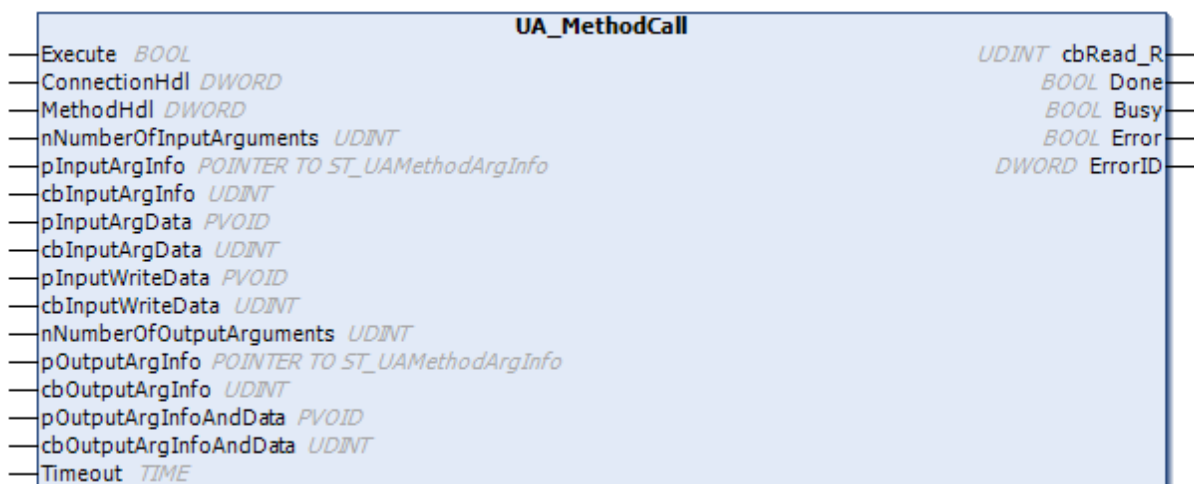 UA_MethodCall
Execute BOOL UDINT cbRead_R
ConnectionHdl DWORD BOOL Done
MethodHdl DWORD BOOL Busy
nNumberOfInputArguments UDINT BOOL Error
pInputArgInfo POINTER TO ST_UAMethodArgInfo DWORD ErrorID
cbInputArgInfo UDINT
pInputArgData PVOID
cbInputArgData UDINT
pInputWriteData PVOID
cbInputWriteData UDINT
nNumberOfOutputArguments UDINT
pOutputArgInfo POINTER TO ST_UAMethodArgInfo
cbOutputArgInfo UDINT
pOutputArgInfoAndData PVOID
cbOutputArgInfoAndData UDINT
Timeout TIME